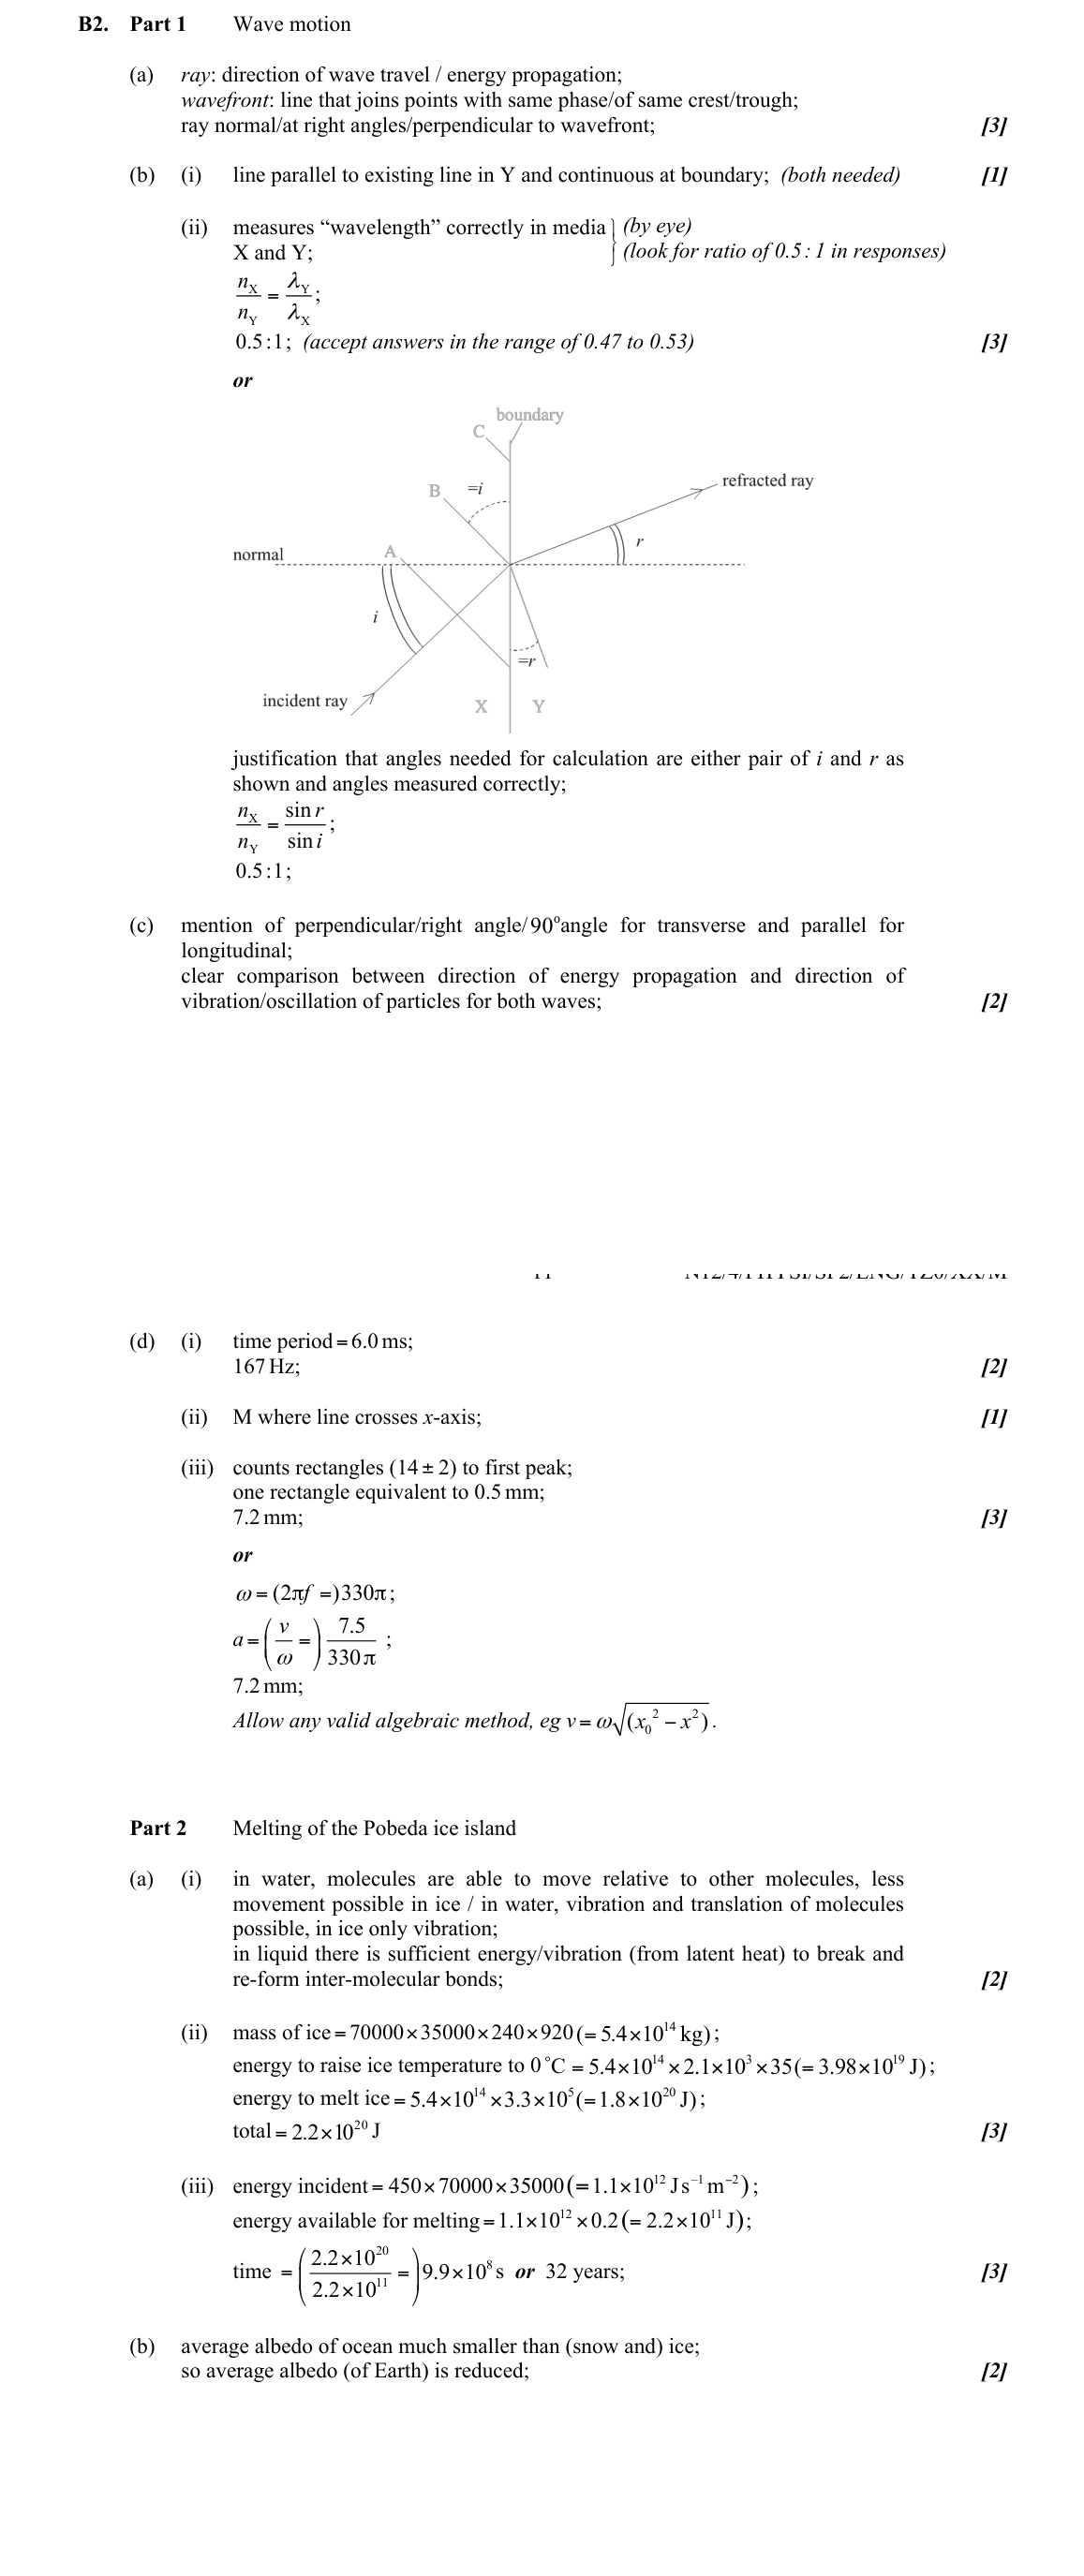 B2. Part 1 Wave motion
(a) ray: direction of wave travel / energy propagation;
wavefront: line that joins points with same phase/of same crest/trough;
ray normal/at right angles/perpendicular to wavefront; [3]
(b) (i) line parallel to existing line in Y and continuous at boundary; (both needed) [1]
(ii) measures “wavelength” correctly in media } (by eye)
X and Y; (look for ratio of 0.5 : 1 in responses)
n_X/n_Y = λ_Y/λ_X;
0.5:1; (accept answers in the range of 0.47 to 0.53) [3]
or
boundary
C
B =i
refracted ray
r
normal A
i
=r
incident ray X Y
justification that angles needed for calculation are either pair of i and r as
shown and angles measured correctly;
n_X/n_Y = sin r/sin i;
0.5:1;
(c) mention of perpendicular/right angle/90°angle for transverse and parallel for
longitudinal;
clear comparison between direction of energy propagation and direction of
vibration/oscillation of particles for both waves; [2]
(d) (i) time period = 6.0 ms;
167 Hz; [2]
(ii) M where line crosses x-axis; [1]
(iii) counts rectangles (14 ± 2) to first peak;
one rectangle equivalent to 0.5 mm;
7.2 mm; [3]
or
ω = (2πf =)330π;
a = (v/ω =) 7.5/330π ;
7.2 mm;
Allow any valid algebraic method, eg v = ω√(x₀² − x²).
Part 2 Melting of the Pobeda ice island
(a) (i) in water, molecules are able to move relative to other molecules, less
movement possible in ice / in water, vibration and translation of molecules
possible, in ice only vibration;
in liquid there is sufficient energy/vibration (from latent heat) to break and
re-form inter-molecular bonds; [2]
(ii) mass of ice = 70000×35000×240×920(= 5.4×10¹⁴ kg);
energy to raise ice temperature to 0 °C = 5.4×10¹⁴ ×2.1×10³ ×35(= 3.98×10¹⁹ J);
energy to melt ice = 5.4×10¹⁴ ×3.3×10⁵(=1.8×10²⁰ J);
total = 2.2×10²⁰ J [3]
(iii) energy incident = 450×70000×35000(=1.1×10¹² J s⁻¹ m⁻²);
energy available for melting = 1.1×10¹² ×0.2(= 2.2×10¹¹ J);
time = (2.2×10²⁰/2.2×10¹¹ =) 9.9×10⁸ s or 32 years; [3]
(b) average albedo of ocean much smaller than (snow and) ice;
so average albedo (of Earth) is reduced; [2]